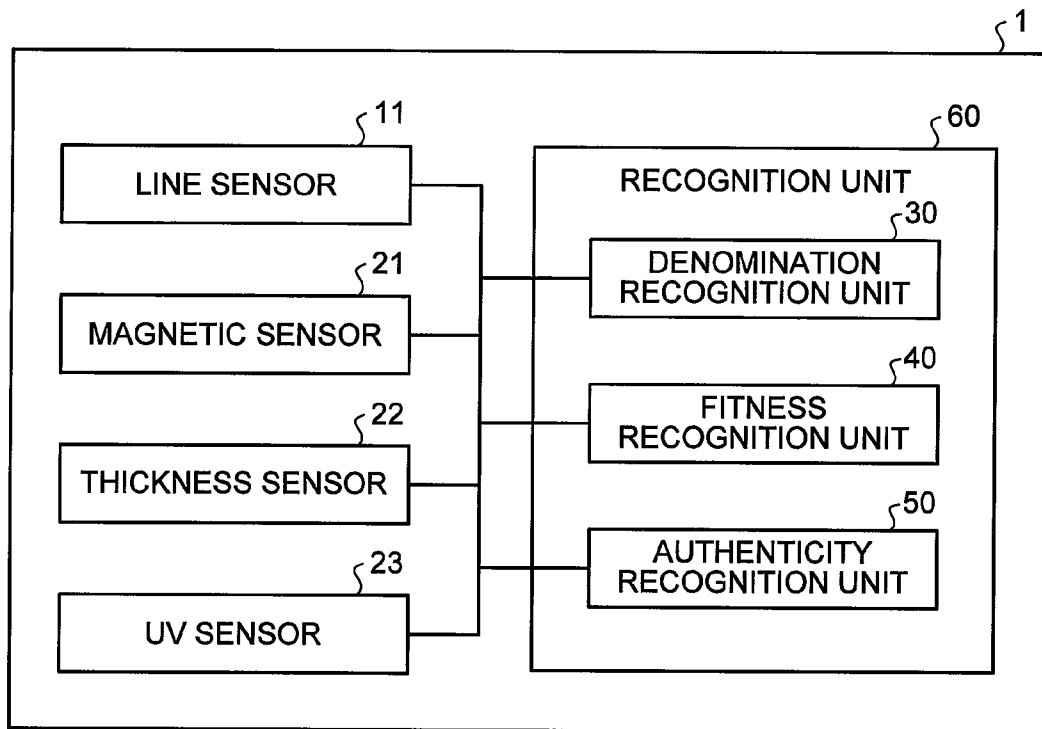 1
11
LINE SENSOR
21
MAGNETIC SENSOR
22
THICKNESS SENSOR
23
UV SENSOR
60
RECOGNITION UNIT
30
DENOMINATION
RECOGNITION UNIT
40
FITNESS
RECOGNITION UNIT
50
AUTHENTICITY
RECOGNITION UNIT